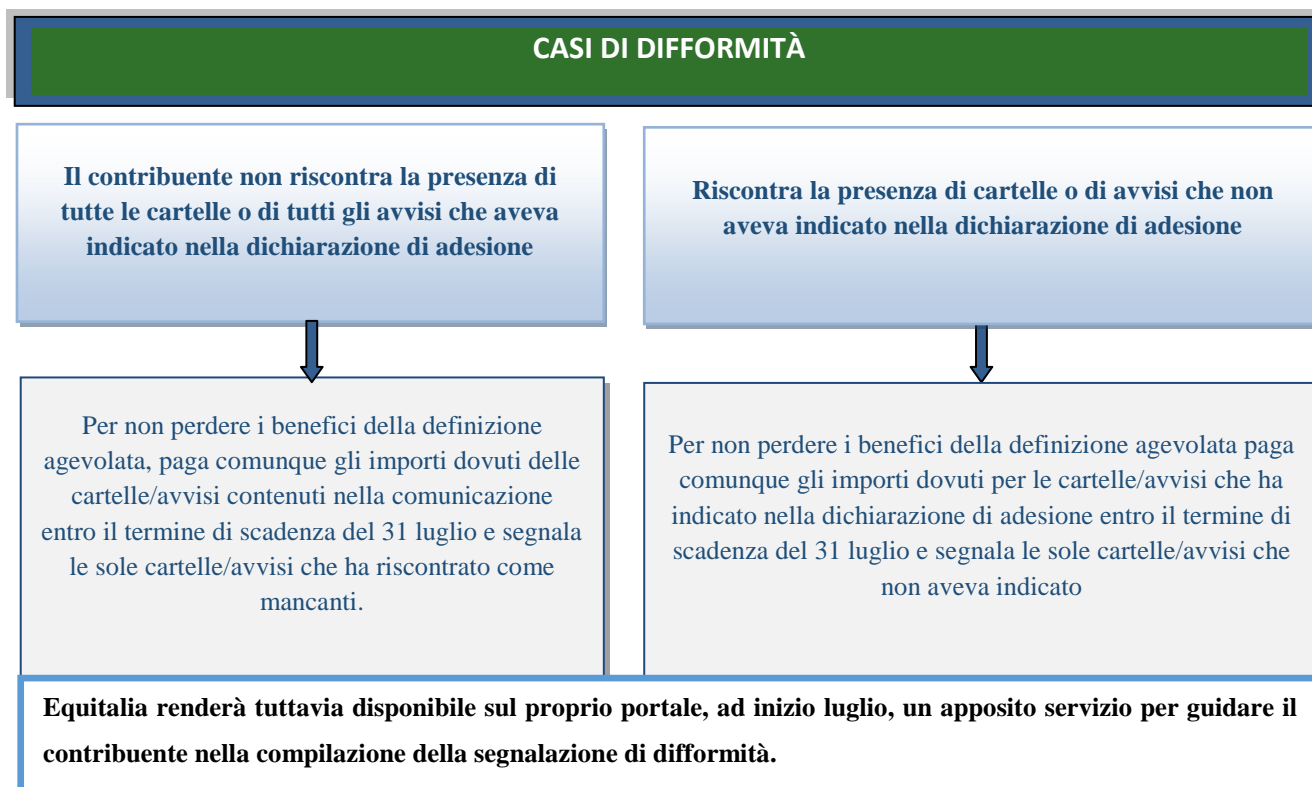 CASI DI DIFFORMITÀ
Il contribuente non riscontra la presenza di
tutte le cartelle o di tutti gli avvisi che aveva
indicato nella dichiarazione di adesione
Riscontra la presenza di cartelle o di avvisi che non
aveva indicato nella dichiarazione di adesione
Per non perdere i benefici della definizione
agevolata, paga comunque gli importi dovuti delle
cartelle/avvisi contenuti nella comunicazione
entro il termine di scadenza del 31 luglio e segnala
le sole cartelle/avvisi che ha riscontrato come
mancanti.
Per non perdere i benefici della definizione agevolata paga
comunque gli importi dovuti per le cartelle/avvisi che ha
indicato nella dichiarazione di adesione entro il termine di
scadenza del 31 luglio e segnala le sole cartelle/avvisi che
non aveva indicato
Equitalia renderà tuttavia disponibile sul proprio portale, ad inizio luglio, un apposito servizio per guidare il
contribuente nella compilazione della segnalazione di difformità.